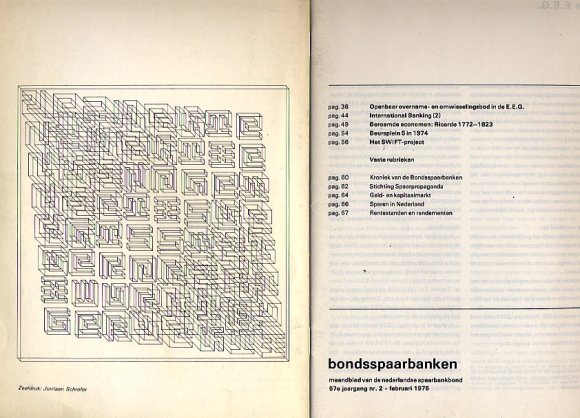 Zeefdruk: Jurriaan Schrofer
pag. 38 Openbaar overname- en omwisselingsbod in de E.E.G.
pag. 44 International Banking (2)
pag. 49 Beroemde economen: Ricardo 1772-1823
pag. 54 Beursplein 5 in 1974
pag. 56 Het SWIFT-project
Vaste rubrieken
pag. 60 Kroniek van de Bondsspaarbanken
pag. 62 Stichting Spaarpropaganda
pag. 64 Geld- en kapitaalmarkt
pag. 66 Sparen in Nederland
pag. 67 Rentestanden en rendementen
bondsspaarbanken
maandblad van de nederlandse spaarbankbond
67e jaargang nr. 2 - februari 1975